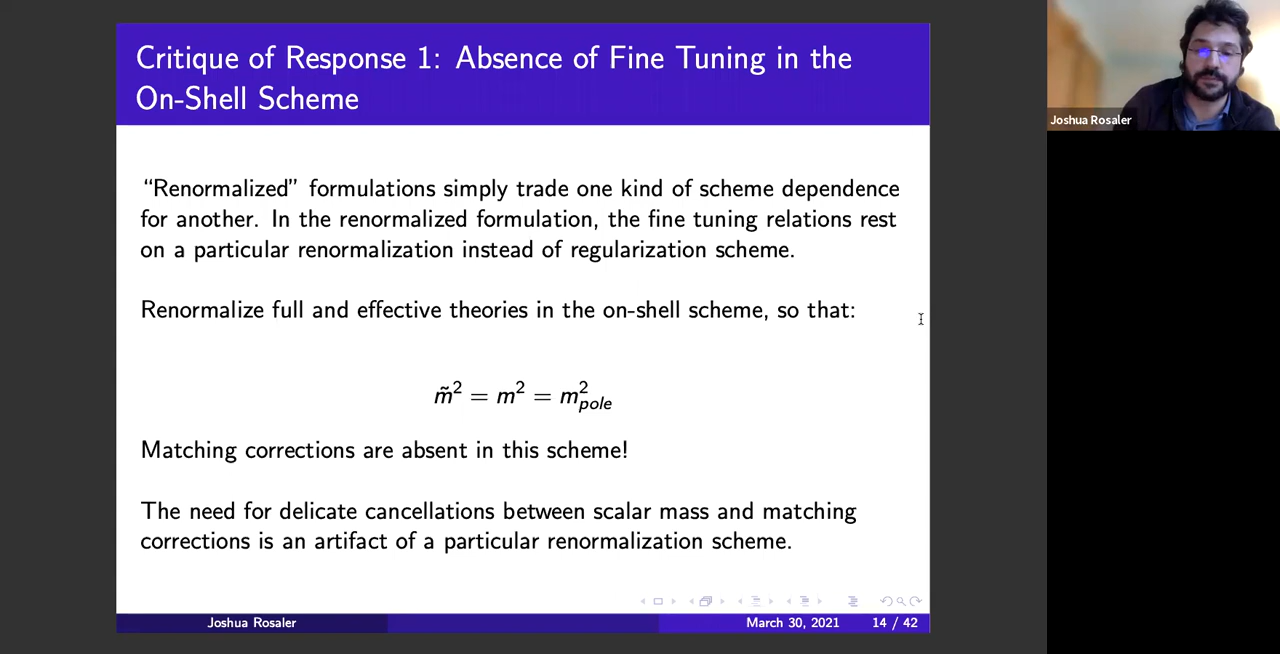 Critique of Response 1: Absence of Fine Tuning in the
On-Shell Scheme
“Renormalized” formulations simply trade one kind of scheme dependence
for another. In the renormalized formulation, the fine tuning relations rest
on a particular renormalization instead of regularization scheme.
Renormalize full and effective theories in the on-shell scheme, so that:
m̃² = m² = m²_pole
Matching corrections are absent in this scheme!
The need for delicate cancellations between scalar mass and matching
corrections is an artifact of a particular renormalization scheme.
Joshua Rosaler March 30, 2021 14 / 42
Joshua Rosaler